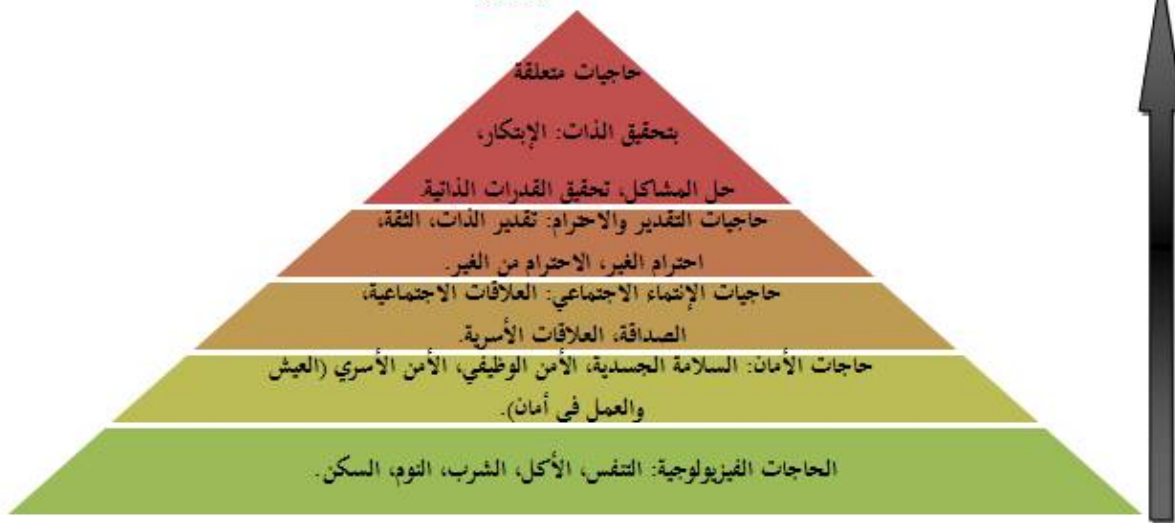 حاجيات متعلقة
بتحقيق الذات: الإبتكار،
حل المشاكل، تحقيق القدرات الذاتية.
حاجيات التقدير والاحترام: تقدير الذات، الثقة،
احترام الغير، الاحترام من الغير.
حاجيات الإنتماء الاجتماعي: العلاقات الاجتماعية،
الصداقة، العلاقات الأسرية.
حاجات الأمان: السلامة الجسدية، الأمن الوظيفي، الأمن الأسري (العيش
والعمل في أمان).
الحاجات الفيزيولوجية: التنفس، الأكل، الشرب، النوم، السكن.